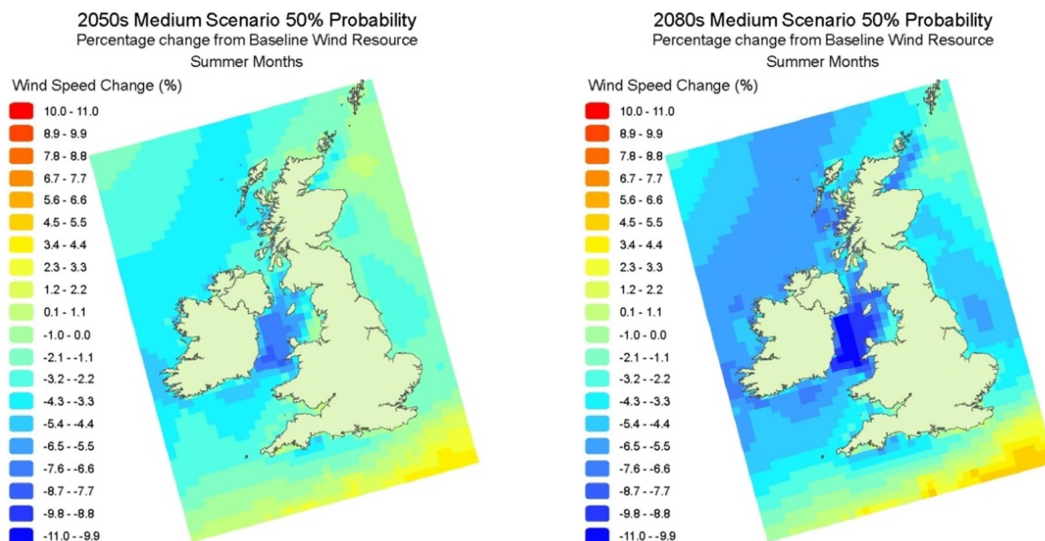 2050s Medium Scenario 50% Probability
Percentage change from Baseline Wind Resource
Summer Months
Wind Speed Change (%)
10.0 - 11.0
8.9 - 9.9
7.8 - 8.8
6.7 - 7.7
5.6 - 6.6
4.5 - 5.5
3.4 - 4.4
2.3 - 3.3
1.2 - 2.2
0.1 - 1.1
-1.0 - 0.0
-2.1 - -1.1
-3.2 - -2.2
-4.3 - -3.3
-5.4 - -4.4
-6.5 - -5.5
-7.6 - -6.6
-8.7 - -7.7
-9.8 - -8.8
-11.0 - -9.9
2080s Medium Scenario 50% Probability
Percentage change from Baseline Wind Resource
Summer Months
Wind Speed Change (%)
10.0 - 11.0
8.9 - 9.9
7.8 - 8.8
6.7 - 7.7
5.6 - 6.6
4.5 - 5.5
3.4 - 4.4
2.3 - 3.3
1.2 - 2.2
0.1 - 1.1
-1.0 - 0.0
-2.1 - -1.1
-3.2 - -2.2
-4.3 - -3.3
-5.4 - -4.4
-6.5 - -5.5
-7.6 - -6.6
-8.7 - -7.7
-9.8 - -8.8
-11.0 - -9.9